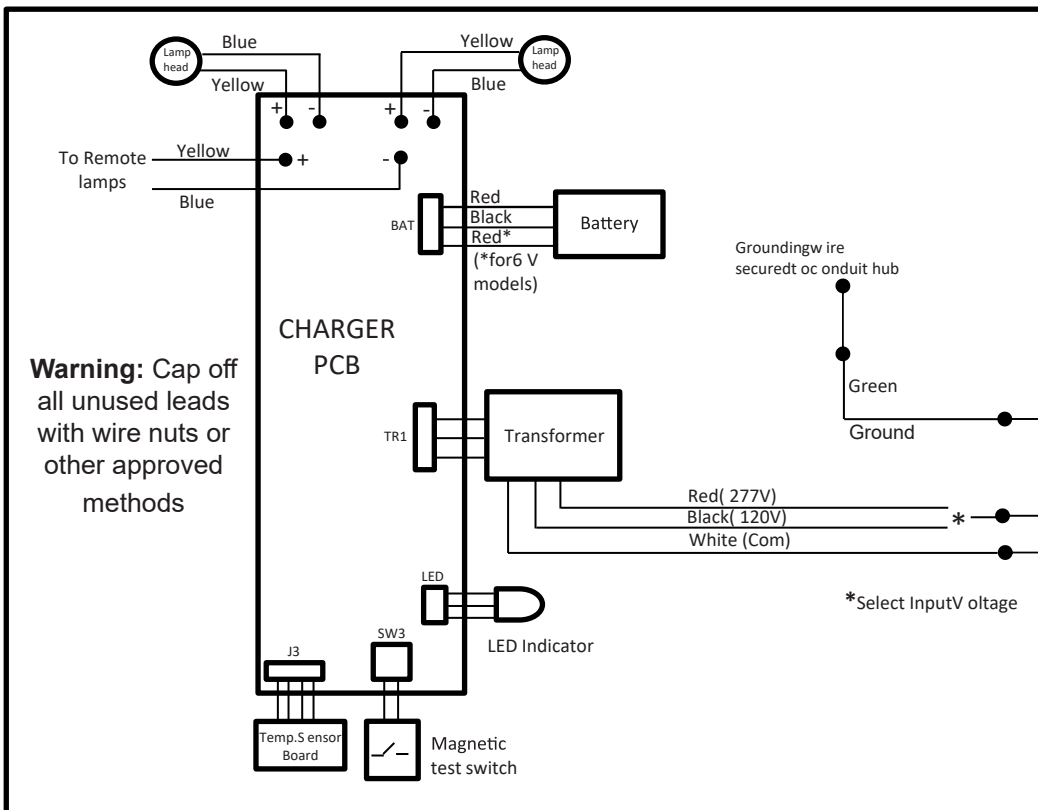 Blue
Lamp
head
Yellow
+ -
Yellow
Lamp
head
Blue
+ -
To Remote
lamps
Yellow
+
-
Blue
BAT
Red
Black
Red*
(*for6 V
models)
Battery
Groundingw ire
securedt oc onduit hub
Green
Ground
CHARGER
PCB
Warning: Cap off
all unused leads
with wire nuts or
other approved
methods
TR1
Transformer
Red( 277V)
Black( 120V)
*
White (Com)
*Select InputV oltage
LED
LED Indicator
SW3
J3
Temp.S ensor
Board
Magnetic
test switch